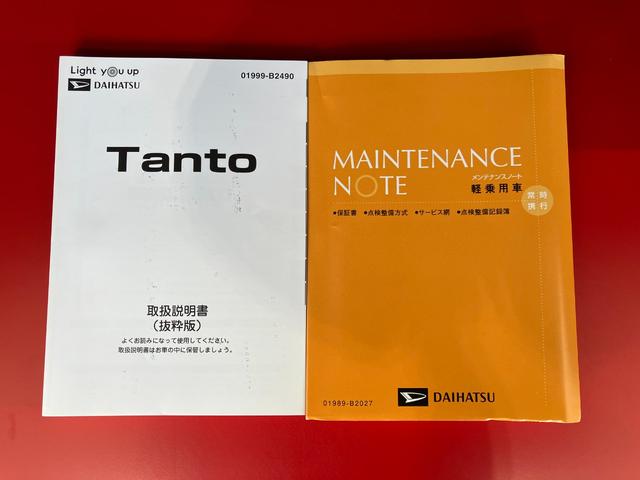 Light you up
DAIHATSU
01999-B2490
Tanto
取扱説明書
（抜粋版）
よくお読みになって使用してください。
取扱説明書はお車の中に保管しましょう。
MAINTENANCE
NOTE
メンテナンスノート
軽乗用車
常時
携行
●保証書 ●点検整備方式 ●サービス網 ●点検整備記録簿
01989-B2027
DAIHATSU